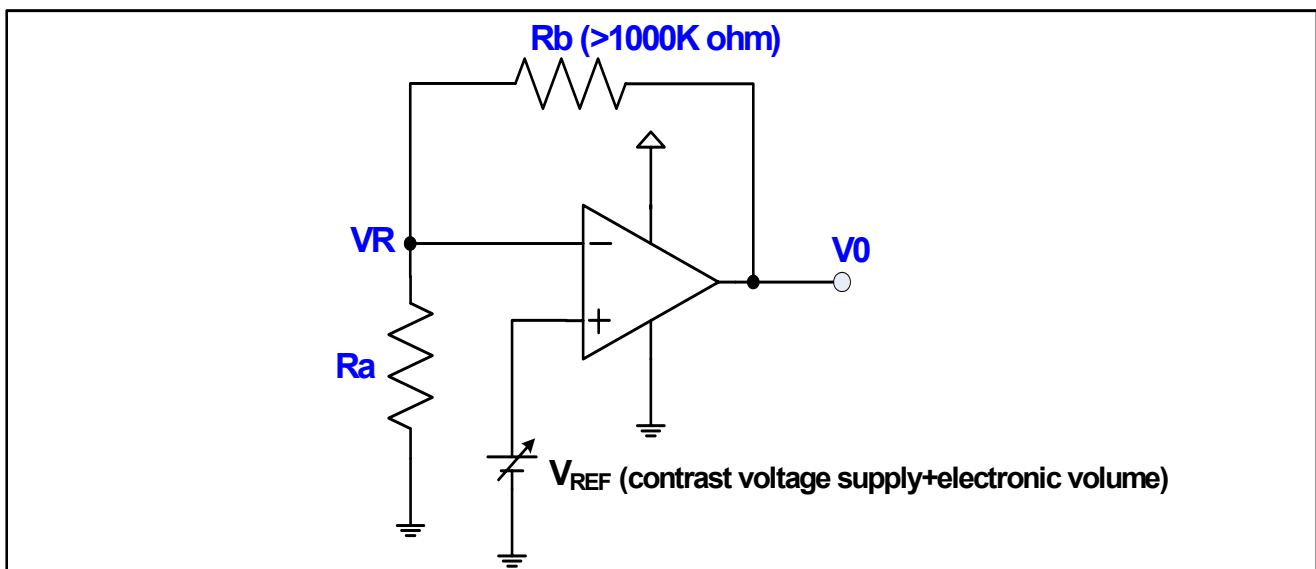 Rb (>1000K ohm)
VR
−
V0
+
Ra
VREF (contrast voltage supply+electronic volume)